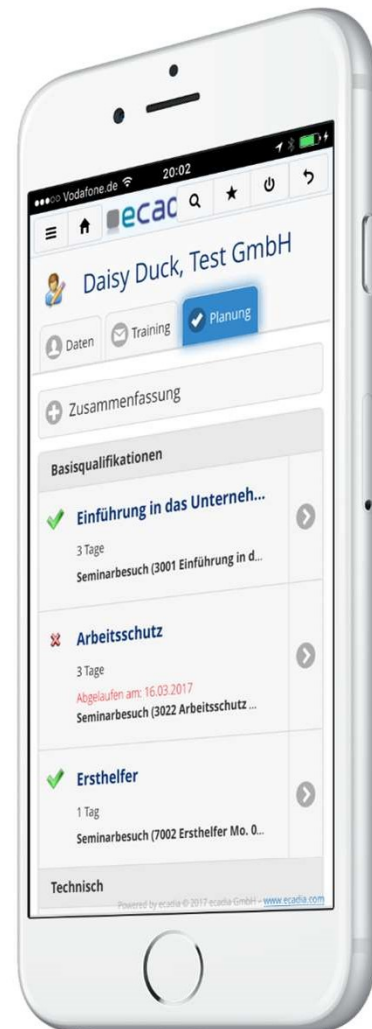 Vodafone.de 20:02
ecac
Daisy Duck, Test GmbH
Daten Training Planung
Zusammenfassung
Basisqualifikationen
Einführung in das Unterneh...
3 Tage
Seminarbesuch (3001 Einführung in d...
Arbeitsschutz
3 Tage
Abgelaufen am: 16.03.2017
Seminarbesuch (3022 Arbeitsschutz ...
Ersthelfer
1 Tag
Seminarbesuch (7002 Ersthelfer Mo. 0...
Technisch
Powered by ecadia © 2017 ecadia GmbH - www.ecadia.com